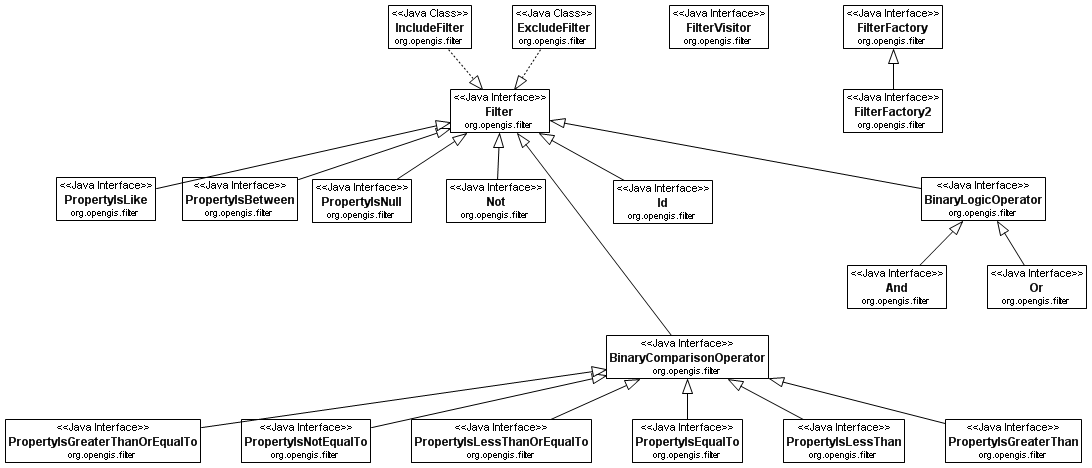 <<Java Class>>
IncludeFilter
org.opengis.filter
<<Java Class>>
ExcludeFilter
org.opengis.filter
<<Java Interface>>
FilterVisitor
org.opengis.filter
<<Java Interface>>
FilterFactory
org.opengis.filter
<<Java Interface>>
Filter
org.opengis.filter
<<Java Interface>>
FilterFactory2
org.opengis.filter
<<Java Interface>>
PropertyIsLike
org.opengis.filter
<<Java Interface>>
PropertyIsBetween
org.opengis.filter
<<Java Interface>>
PropertyIsNull
org.opengis.filter
<<Java Interface>>
Not
org.opengis.filter
<<Java Interface>>
Id
org.opengis.filter
<<Java Interface>>
BinaryLogicOperator
org.opengis.filter
<<Java Interface>>
And
org.opengis.filter
<<Java Interface>>
Or
org.opengis.filter
<<Java Interface>>
BinaryComparisonOperator
org.opengis.filter
<<Java Interface>>
PropertyIsGreaterThanOrEqualTo
org.opengis.filter
<<Java Interface>>
PropertyIsNotEqualTo
org.opengis.filter
<<Java Interface>>
PropertyIsLessThanOrEqualTo
org.opengis.filter
<<Java Interface>>
PropertyIsEqualTo
org.opengis.filter
<<Java Interface>>
PropertyIsLessThan
org.opengis.filter
<<Java Interface>>
PropertyIsGreaterThan
org.opengis.filter